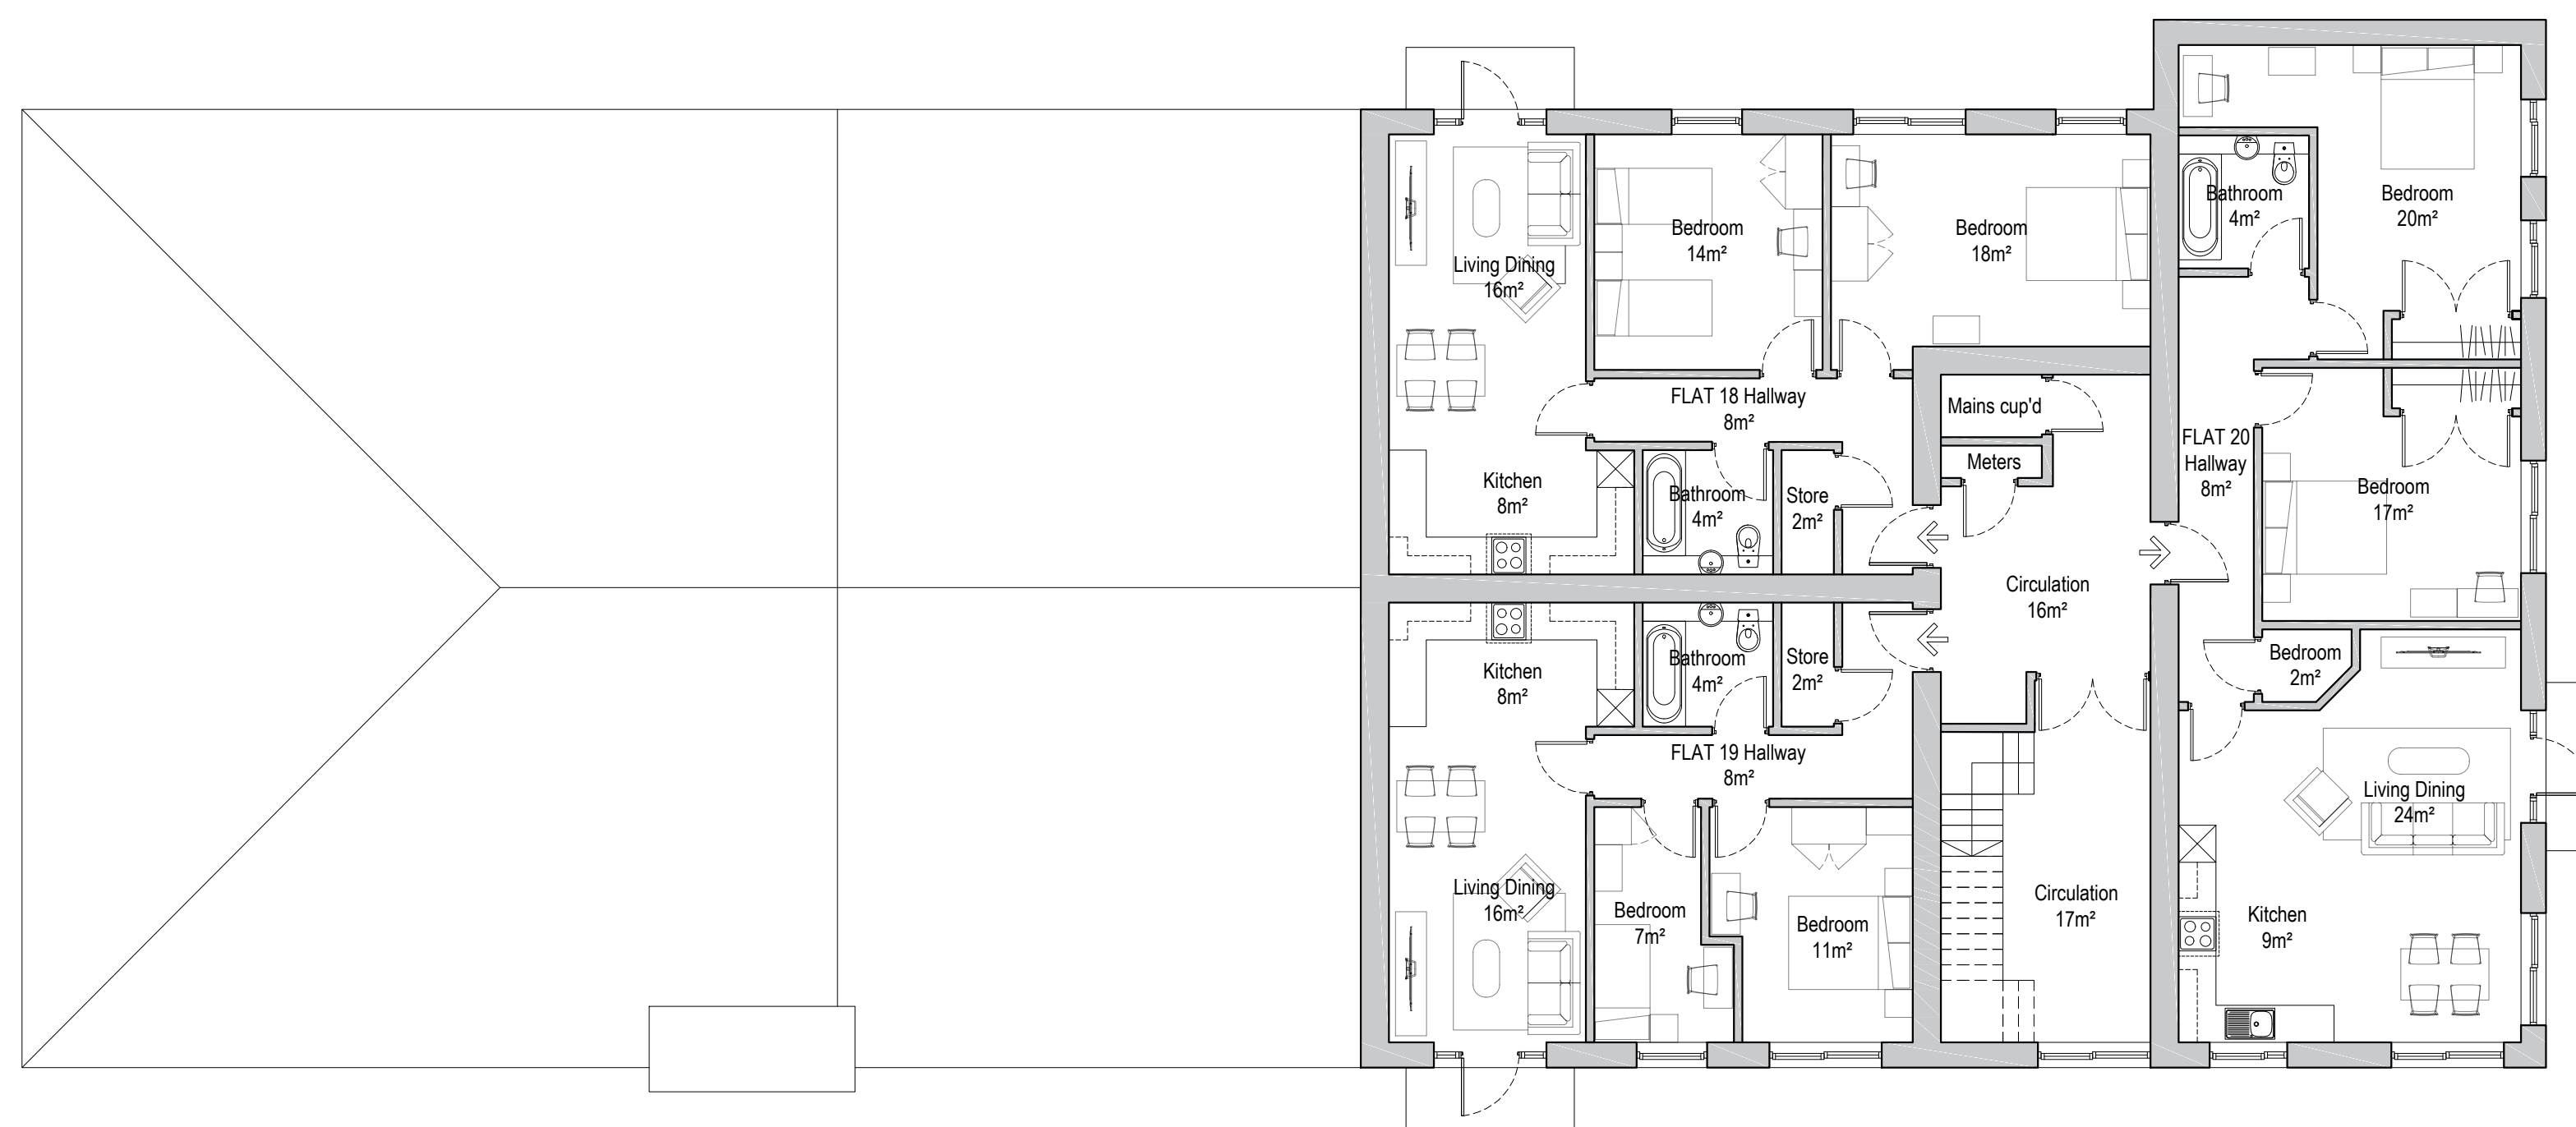 Bathroom
4m²
Bedroom
20m²
Bedroom
14m²
Bedroom
18m²
Living Dining
16m²
FLAT 18 Hallway
8m²
Mains cup'd
Meters
FLAT 20
Hallway
8m²
Kitchen
8m²
Bathroom
4m²
Store
2m²
Bedroom
17m²
Circulation
16m²
Kitchen
8m²
Bathroom
4m²
Store
2m²
Bedroom
2m²
FLAT 19 Hallway
8m²
Living Dining
24m²
Living Dining
16m²
Bedroom
7m²
Bedroom
11m²
Circulation
17m²
Kitchen
9m²